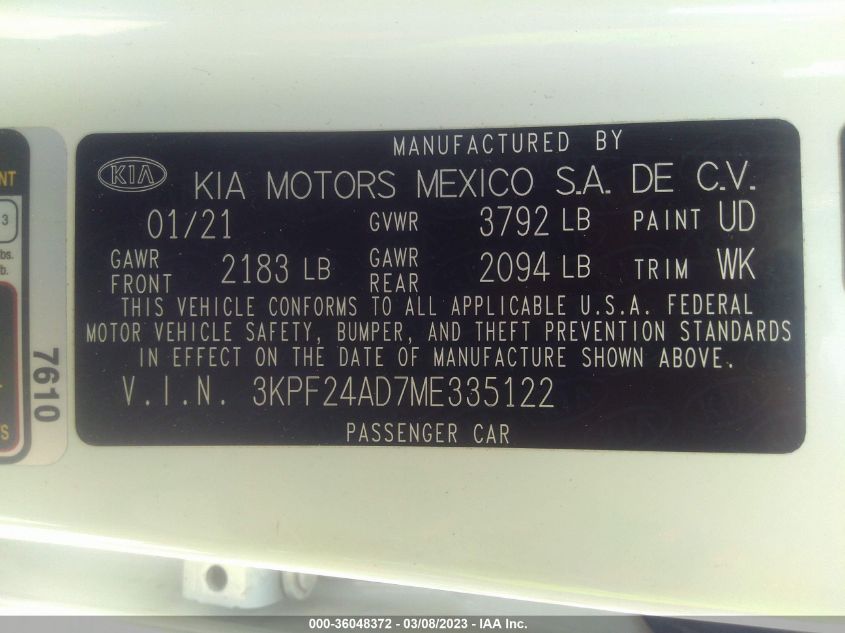 MANUFACTURED BY
KIA KIA MOTORS MEXICO S.A. DE C.V.
01/21 GVWR 3792 LB PAINT UD
GAWR FRONT 2183 LB GAWR REAR 2094 LB TRIM WK
THIS VEHICLE CONFORMS TO ALL APPLICABLE U.S.A. FEDERAL
MOTOR VEHICLE SAFETY, BUMPER, AND THEFT PREVENTION STANDARDS
IN EFFECT ON THE DATE OF MANUFACTURE SHOWN ABOVE.
V.I.N. 3KPF24AD7ME335122
PASSENGER CAR
7610
000-36048372 - 03/08/2023 - IAA Inc.